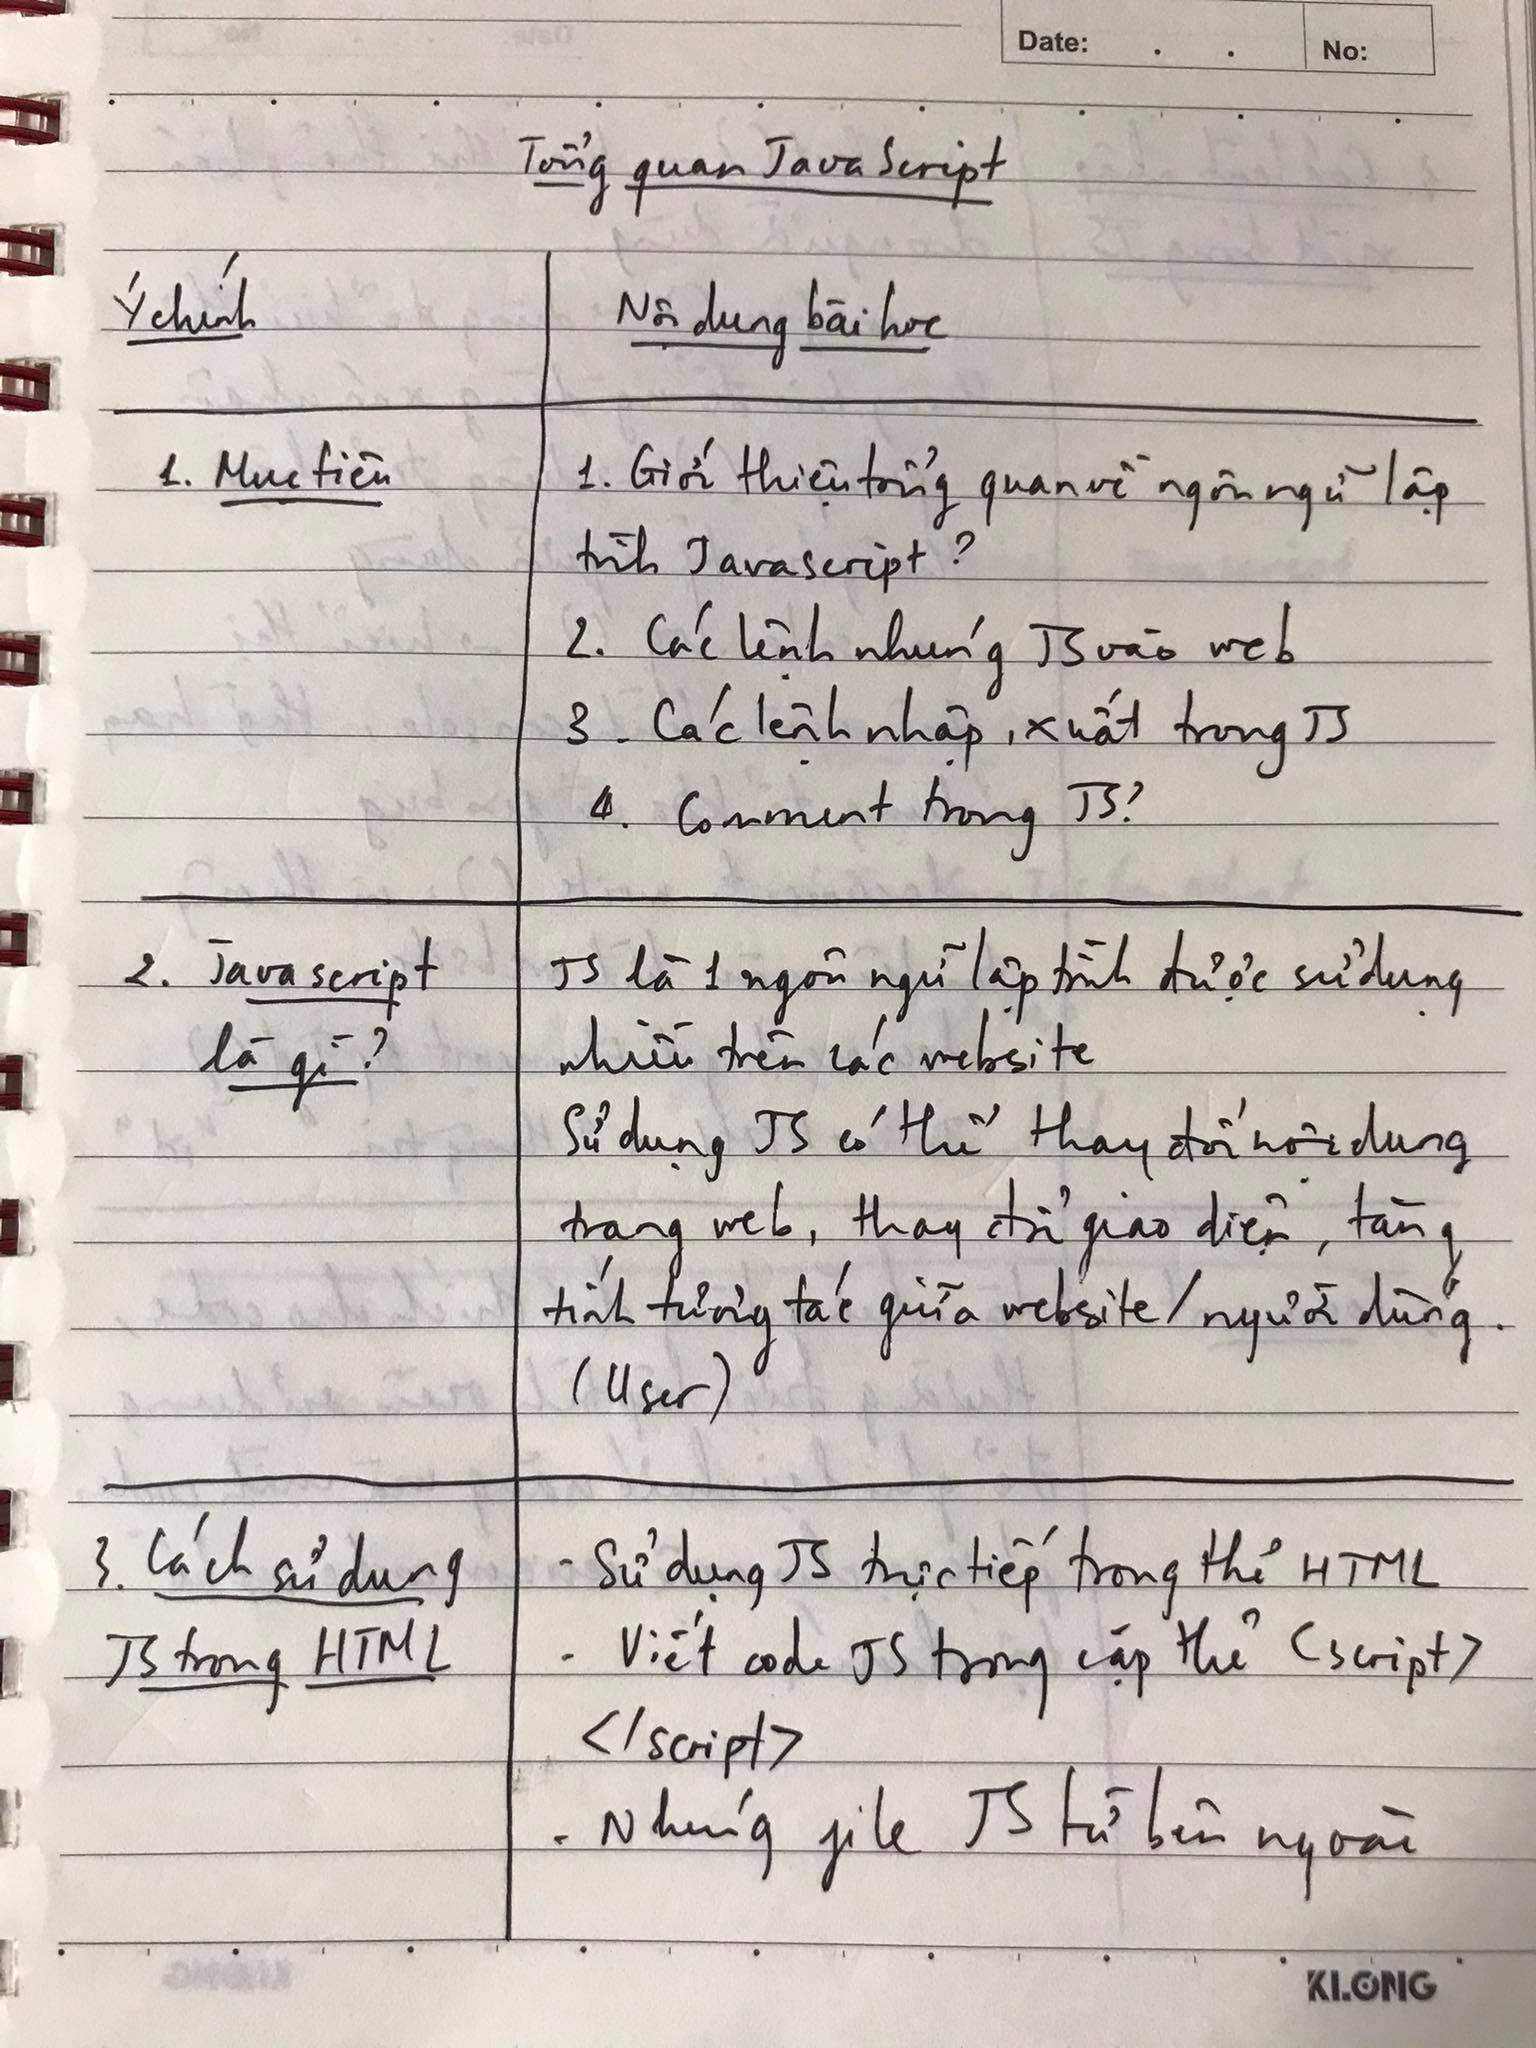 Date: . . No:
Tổng quan JavaScript
Ý chính
Nội dung bài học
1. Mục tiêu
1. Giới thiệu tổng quan về ngôn ngữ lập
trình Javascript?
2. Các lệnh nhúng JS vào web
3. Các lệnh nhập, xuất trong JS
4. Comment trong JS?
2. Javascript
là gì?
JS là 1 ngôn ngữ lập trình được sử dụng
nhiều trên các website
Sử dụng JS có thể thay đổi nội dung
trang web, thay đổi giao diện, tăng
tính tương tác giữa website/người dùng.
(User)
3. Cách sử dụng
JS trong HTML
- Sử dụng JS trực tiếp trong thẻ HTML
- Viết code JS trong cặp thẻ <script>
</script>
- Nhúng file JS từ bên ngoài
KLONG